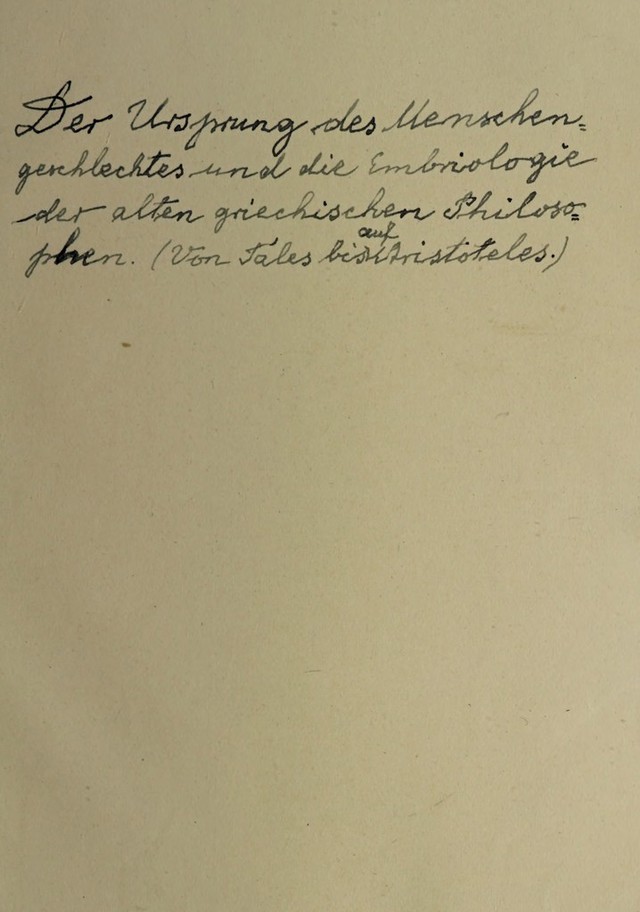 Der Ursprung des Menschen=
geschlechtes und die Embriologie
der alten griechischen Philoso=
phen. (Von Tales bis auf Aristoteles.)